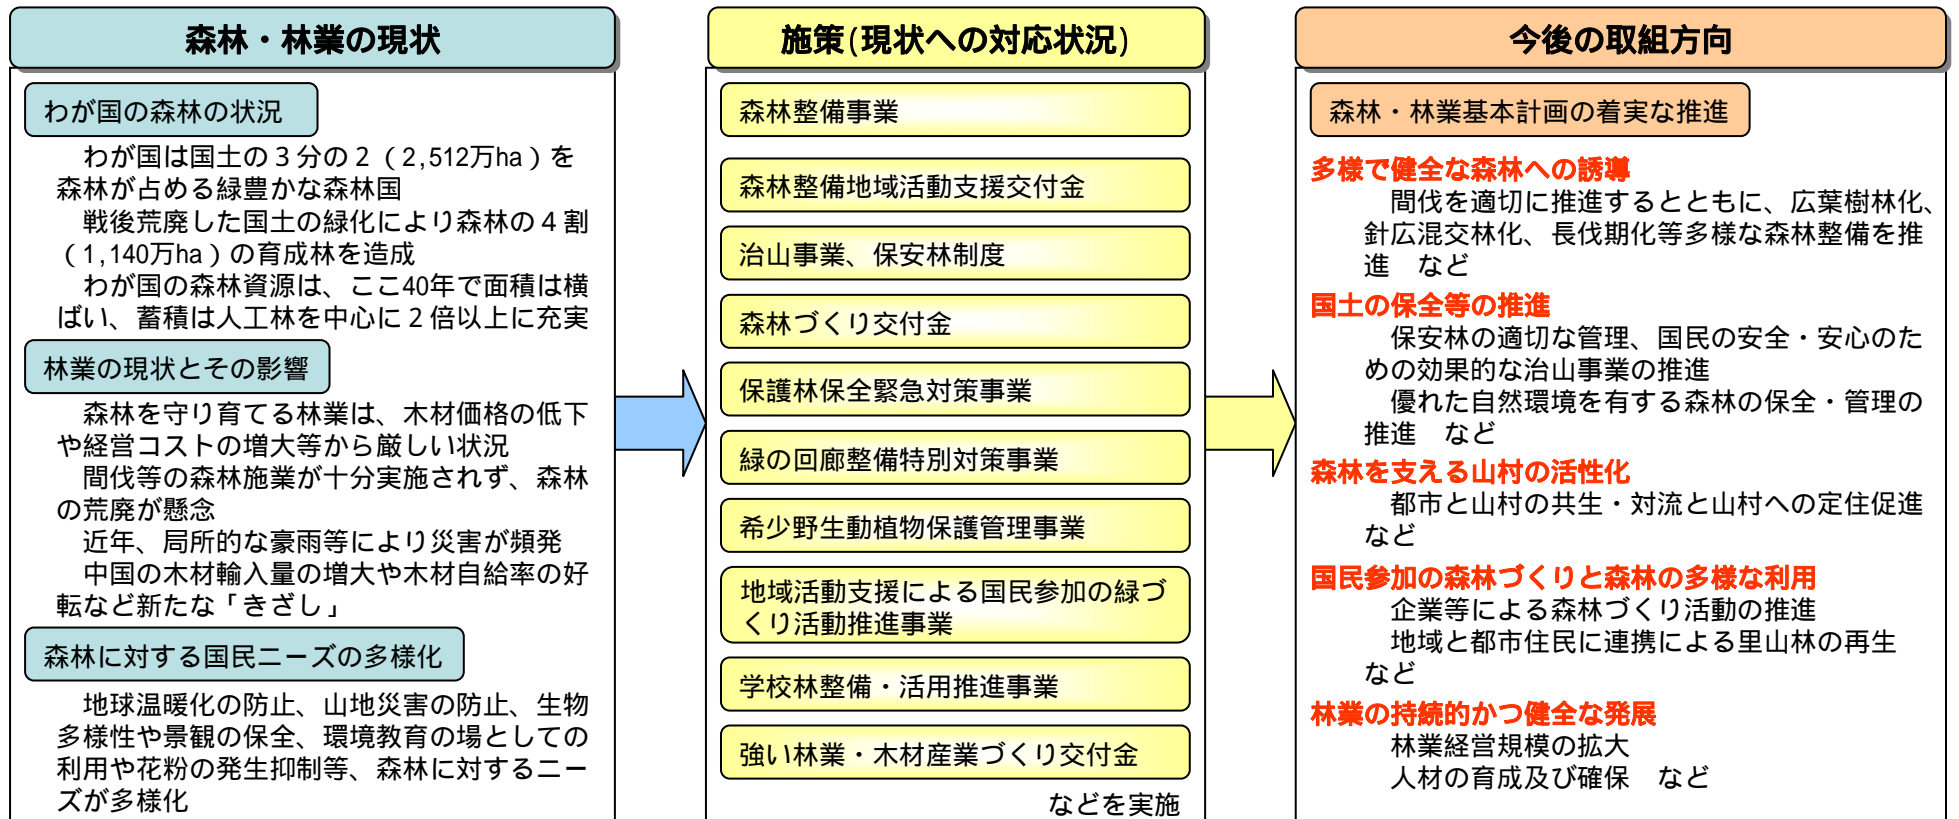 森林・林業の現状
わが国の森林の状況
わが国は国土の３分の２（2,512万ha）を
森林が占める緑豊かな森林国
戦後荒廃した国土の緑化により森林の４割
（1,140万ha）の育成林を造成
わが国の森林資源は、ここ40年で面積は横
ばい、蓄積は人工林を中心に２倍以上に充実
林業の現状とその影響
森林を守り育てる林業は、木材価格の低下
や経営コストの増大等から厳しい状況
間伐等の森林施業が十分実施されず、森林
の荒廃が懸念
近年、局所的な豪雨等により災害が頻発
中国の木材輸入量の増大や木材自給率の好
転など新たな「きざし」
森林に対する国民ニーズの多様化
地球温暖化の防止、山地災害の防止、生物
多様性や景観の保全、環境教育の場としての
利用や花粉の発生抑制等、森林に対するニー
ズが多様化
施策(現状への対応状況)
森林整備事業
森林整備地域活動支援交付金
治山事業、保安林制度
森林づくり交付金
保護林保全緊急対策事業
緑の回廊整備特別対策事業
希少野生動植物保護管理事業
地域活動支援による国民参加の緑づ
くり活動推進事業
学校林整備・活用推進事業
強い林業・木材産業づくり交付金
などを実施
今後の取組方向
森林・林業基本計画の着実な推進
多様で健全な森林への誘導
間伐を適切に推進するとともに、広葉樹林化、
針広混交林化、長伐期化等多様な森林整備を推
進　など
国土の保全等の推進
保安林の適切な管理、国民の安全・安心のた
めの効果的な治山事業の推進
優れた自然環境を有する森林の保全・管理の
推進　など
森林を支える山村の活性化
都市と山村の共生・対流と山村への定住促進
など
国民参加の森林づくりと森林の多様な利用
企業等による森林づくり活動の推進
地域と都市住民に連携による里山林の再生
など
林業の持続的かつ健全な発展
林業経営規模の拡大
人材の育成及び確保　など